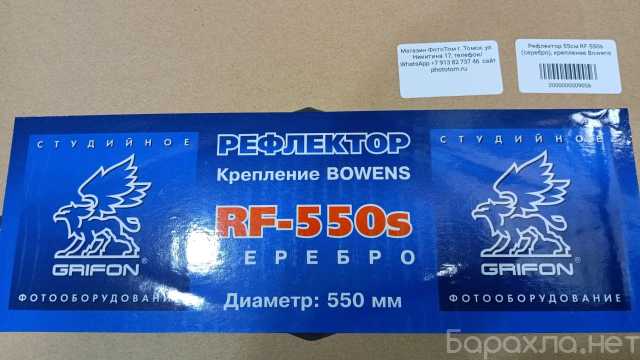 Магазин ФотоТом г. Томск, ул.
Никитина 17, телефон/
WhatsApp +7 913 82 737 46 сайт
phototom.ru
Рефлектор 55см RF-550s
(серебро), крепление Bowens
2000000009056
СТУДИЙНОЕ
GRIFON®
ФОТООБОРУДОВАНИЕ
РЕФЛЕКТОР
Крепление BOWENS
RF-550s
СЕРЕБРО
Диаметр: 550 мм
СТУДИЙНОЕ
GRIFON®
ФОТООБОРУДОВАНИЕ
Барахла.нет